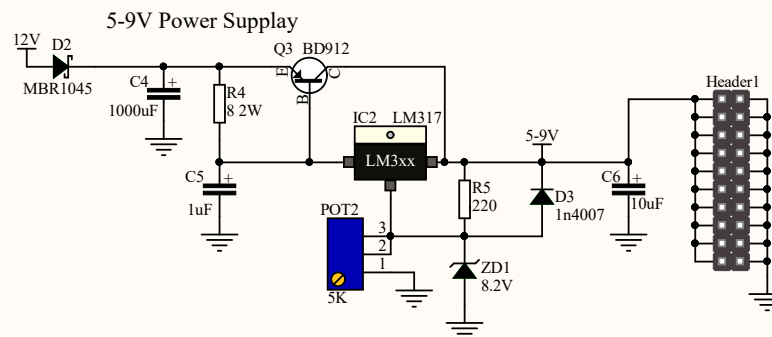 5-9V Power Supplay
12V
D2
MBR1045
C4
+
1000uF
R4
8 2W
Q3
BD912
E
C
B
IC2
LM317
LM3xx
C5
+
1uF
POT2
3
2
1
5K
R5
220
5-9V
D3
1n4007
ZD1
8.2V
C6
+
10uF
Header1